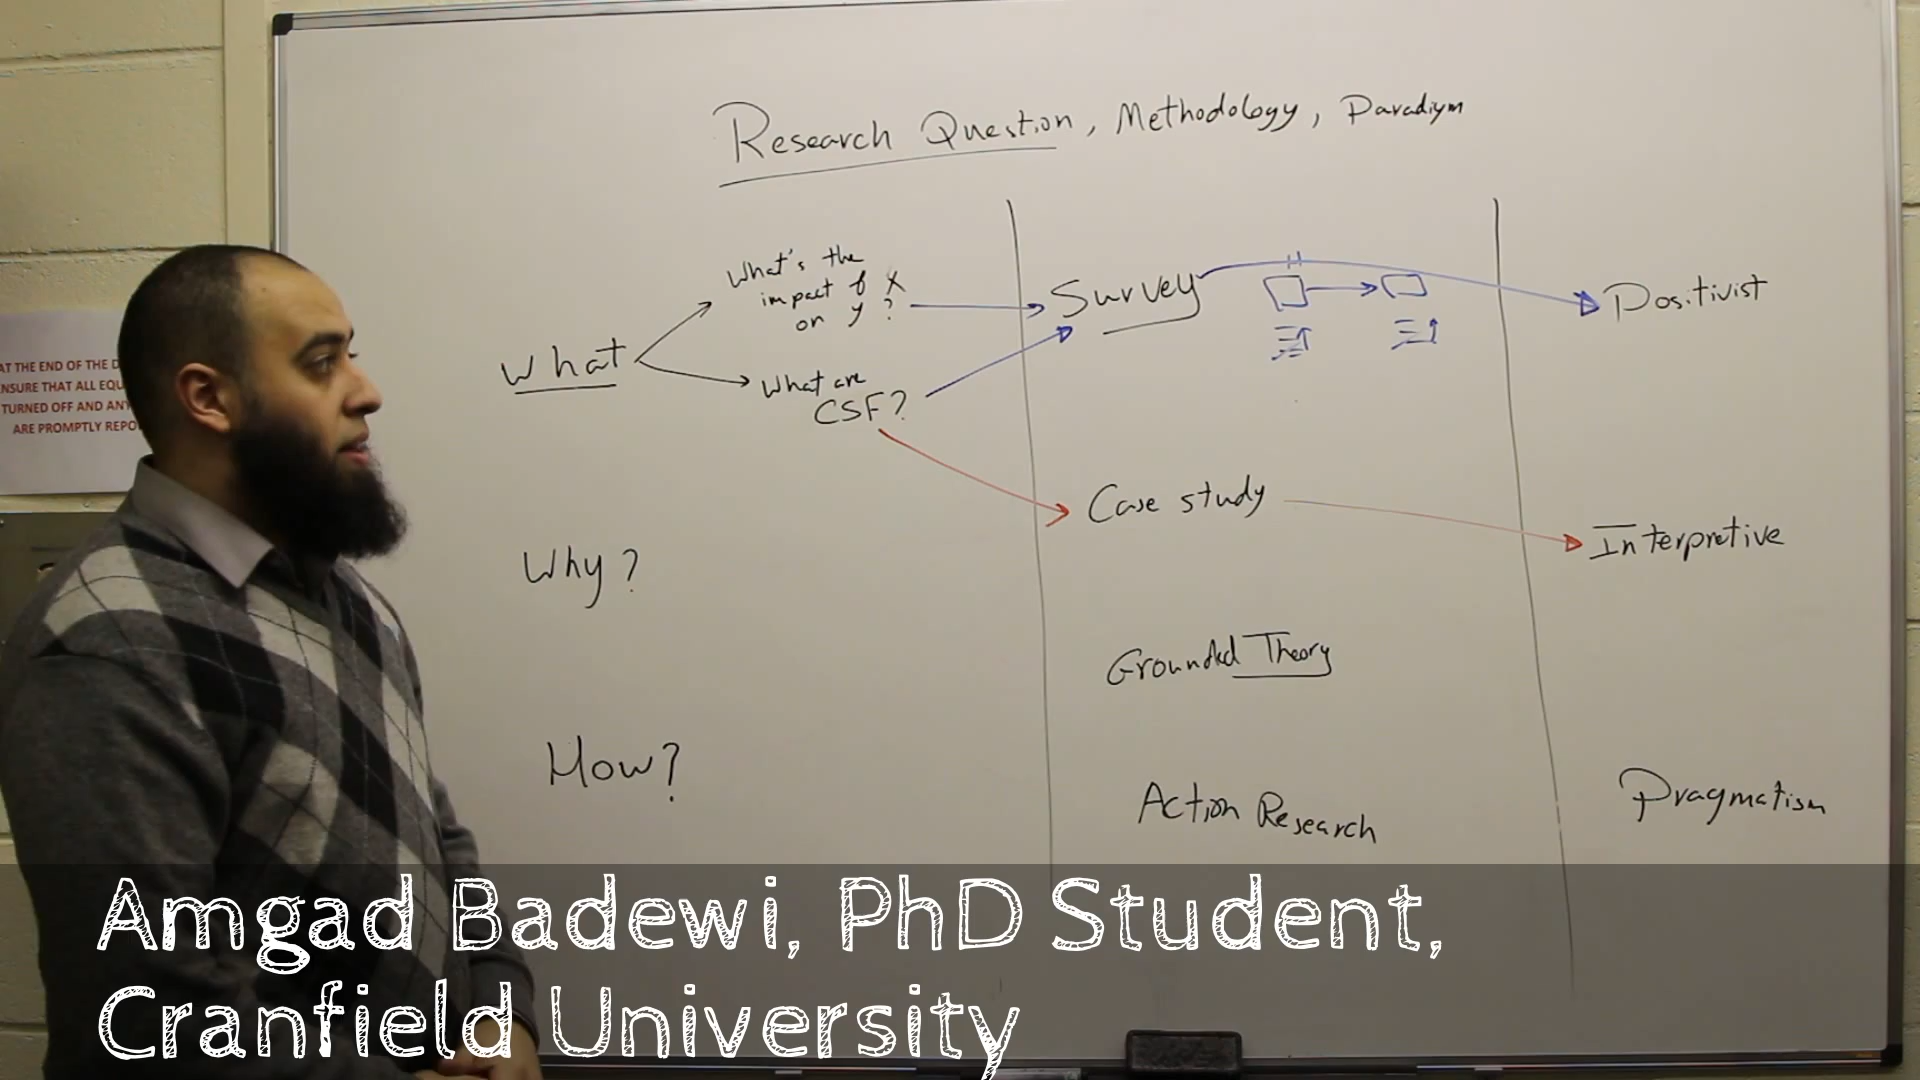 Research Question, Methodology, Paradiym
What's the
impact of X
on y?
Survey
Positivist
What
What are
CSF?
AT THE END OF THE D
ENSURE THAT ALL EQU
TURNED OFF AND ANY
ARE PROMPTLY REPO
Case study
Interpretive
Why?
Grounded Theory
How?
Action Research
Pragmatism
Amgad Badewi, PhD Student,
Cranfield University